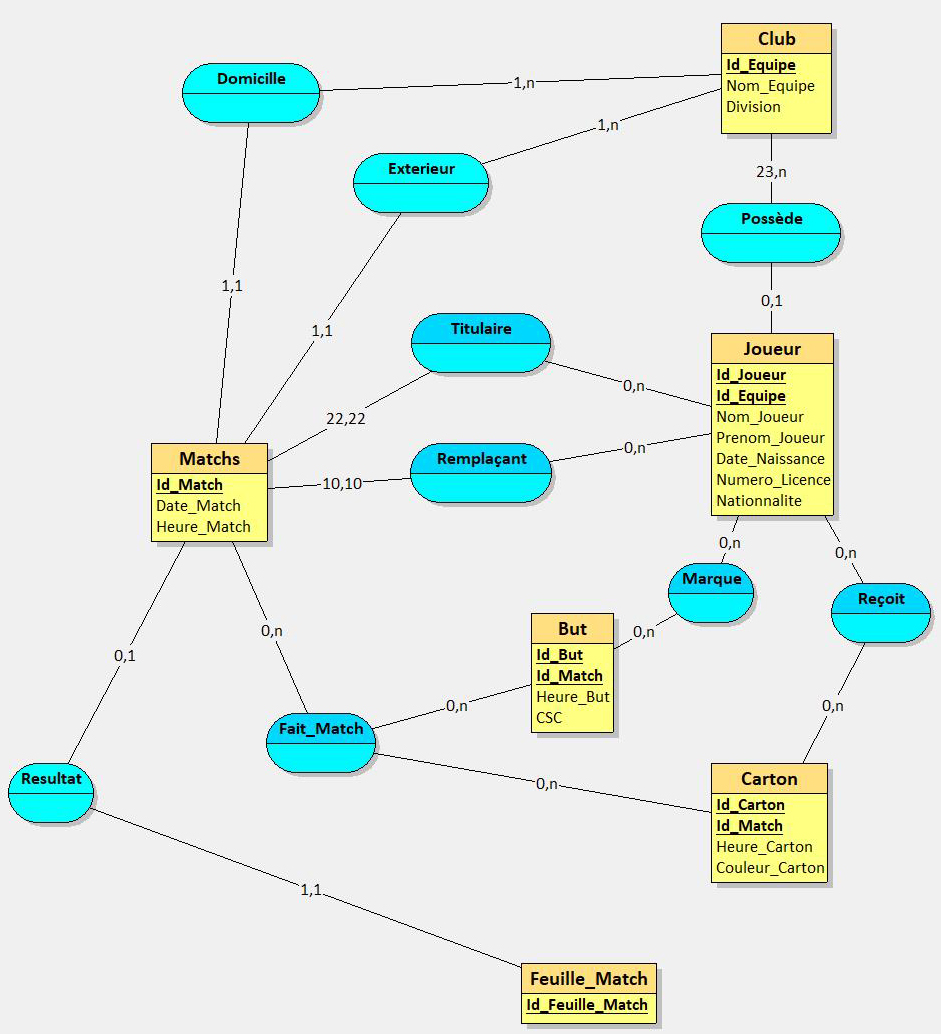 Club
Id_Equipe
Nom_Equipe
Division
Domicille
1,n
1,n
Exterieur
23,n
Possède
0,1
1,1
1,1
Titulaire
0,n
22,22
Joueur
Id_Joueur
Id_Equipe
Nom_Joueur
Prenom_Joueur
Date_Naissance
Numero_Licence
Nationnalite
Matchs
Id_Match
Date_Match
Heure_Match
Remplaçant
0,n
10,10
0,n
0,n
Marque
Reçoit
0,n
But
Id_But
Id_Match
Heure_But
CSC
0,n
0,1
0,n
0,n
Fait_Match
0,n
Resultat
Carton
Id_Carton
Id_Match
Heure_Carton
Couleur_Carton
1,1
Feuille_Match
Id_Feuille_Match